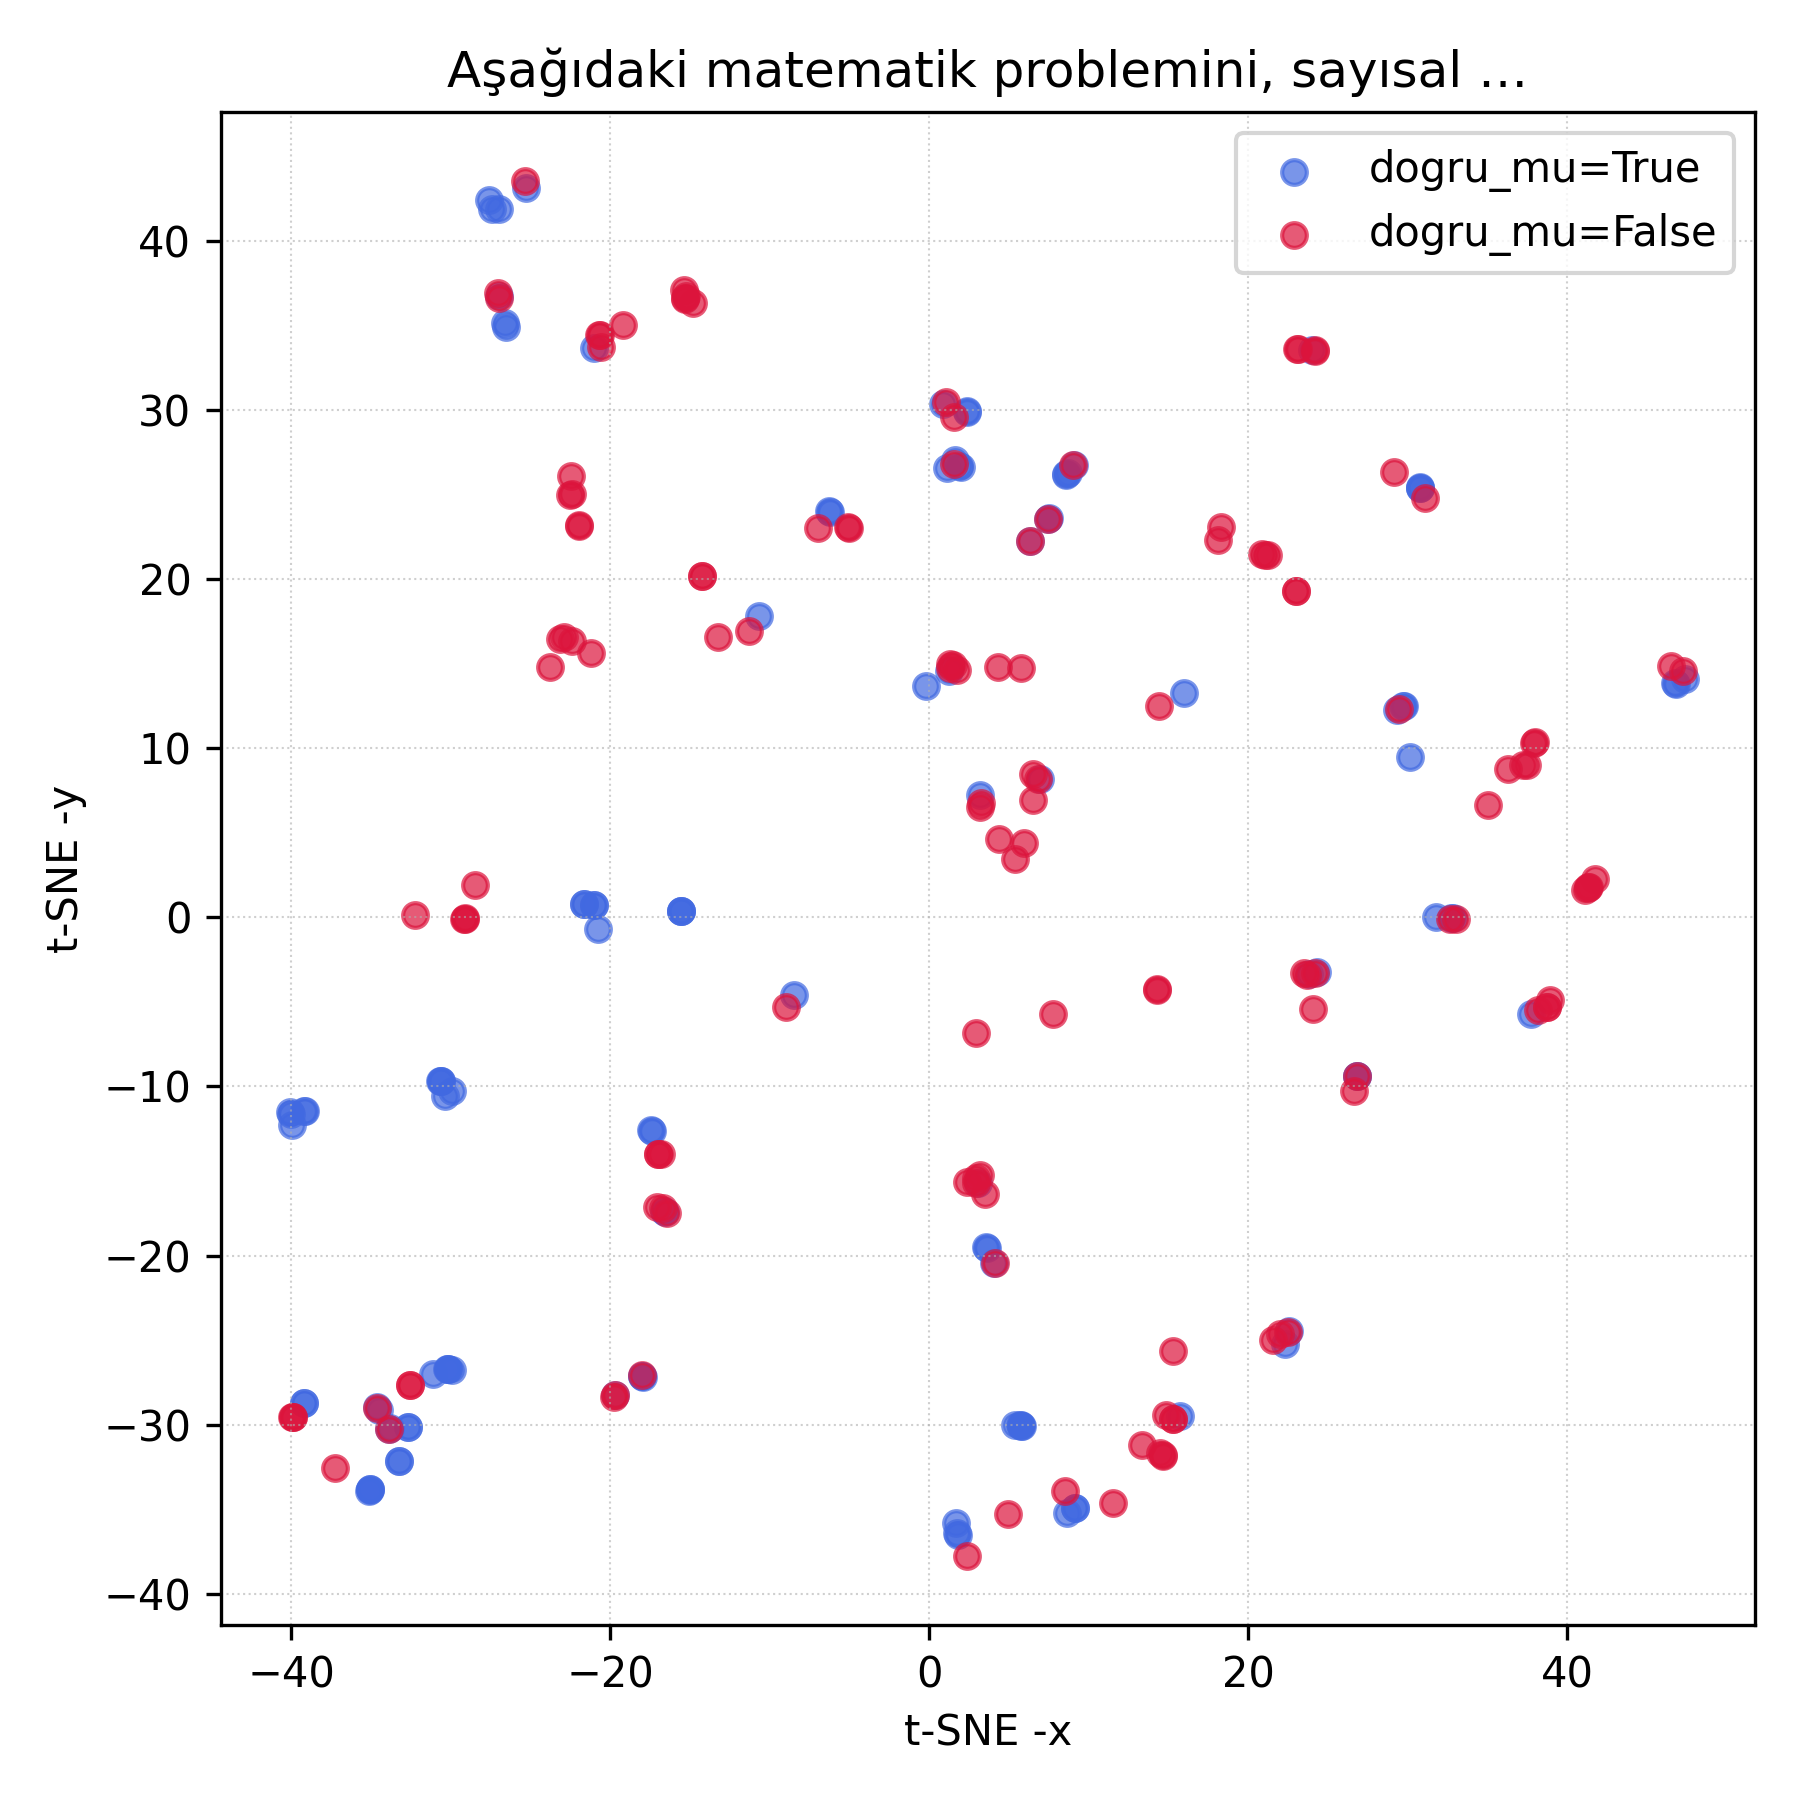 Aşağıdaki matematik problemini, sayısal ...
dogru_mu=True
dogru_mu=False
40
30
20
10
0
−10
−20
−30
−40
t-SNE -y
−40
−20
0
20
40
t-SNE -x